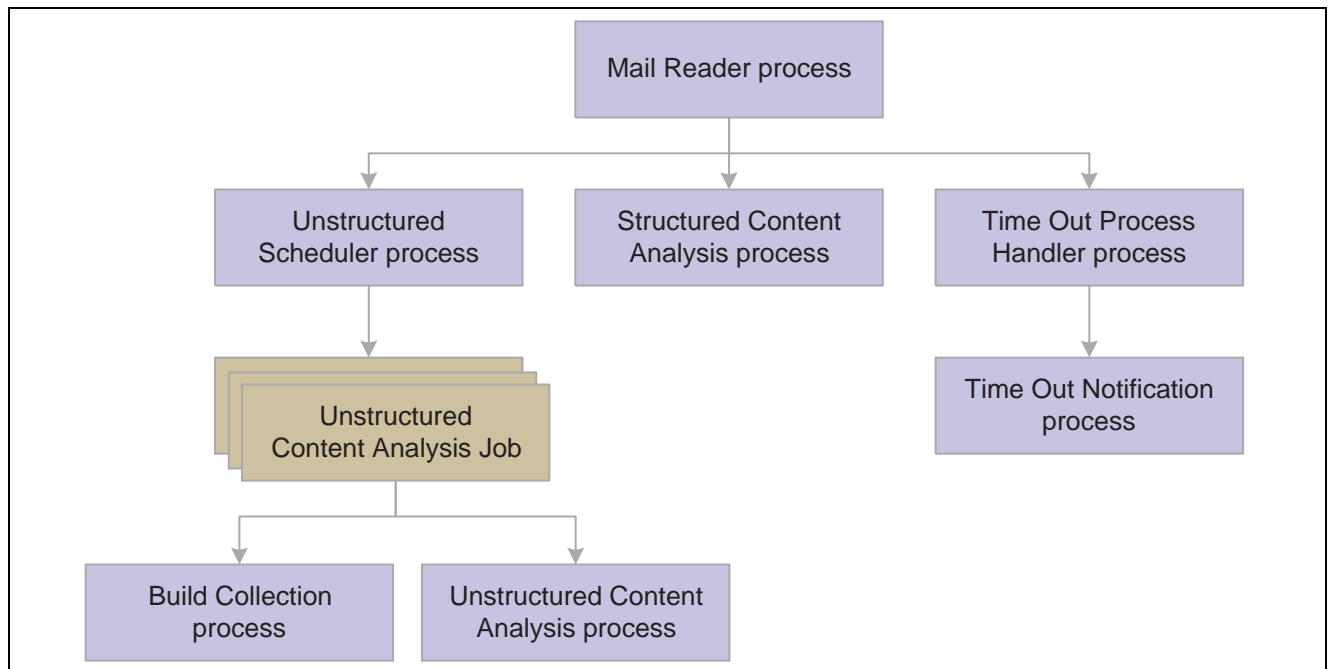 Mail Reader process
Unstructured
Scheduler process
Structured Content
Analysis process
Time Out Process
Handler process
Unstructured
Content Analysis Job
Time Out Notification
process
Build Collection
process
Unstructured Content
Analysis process